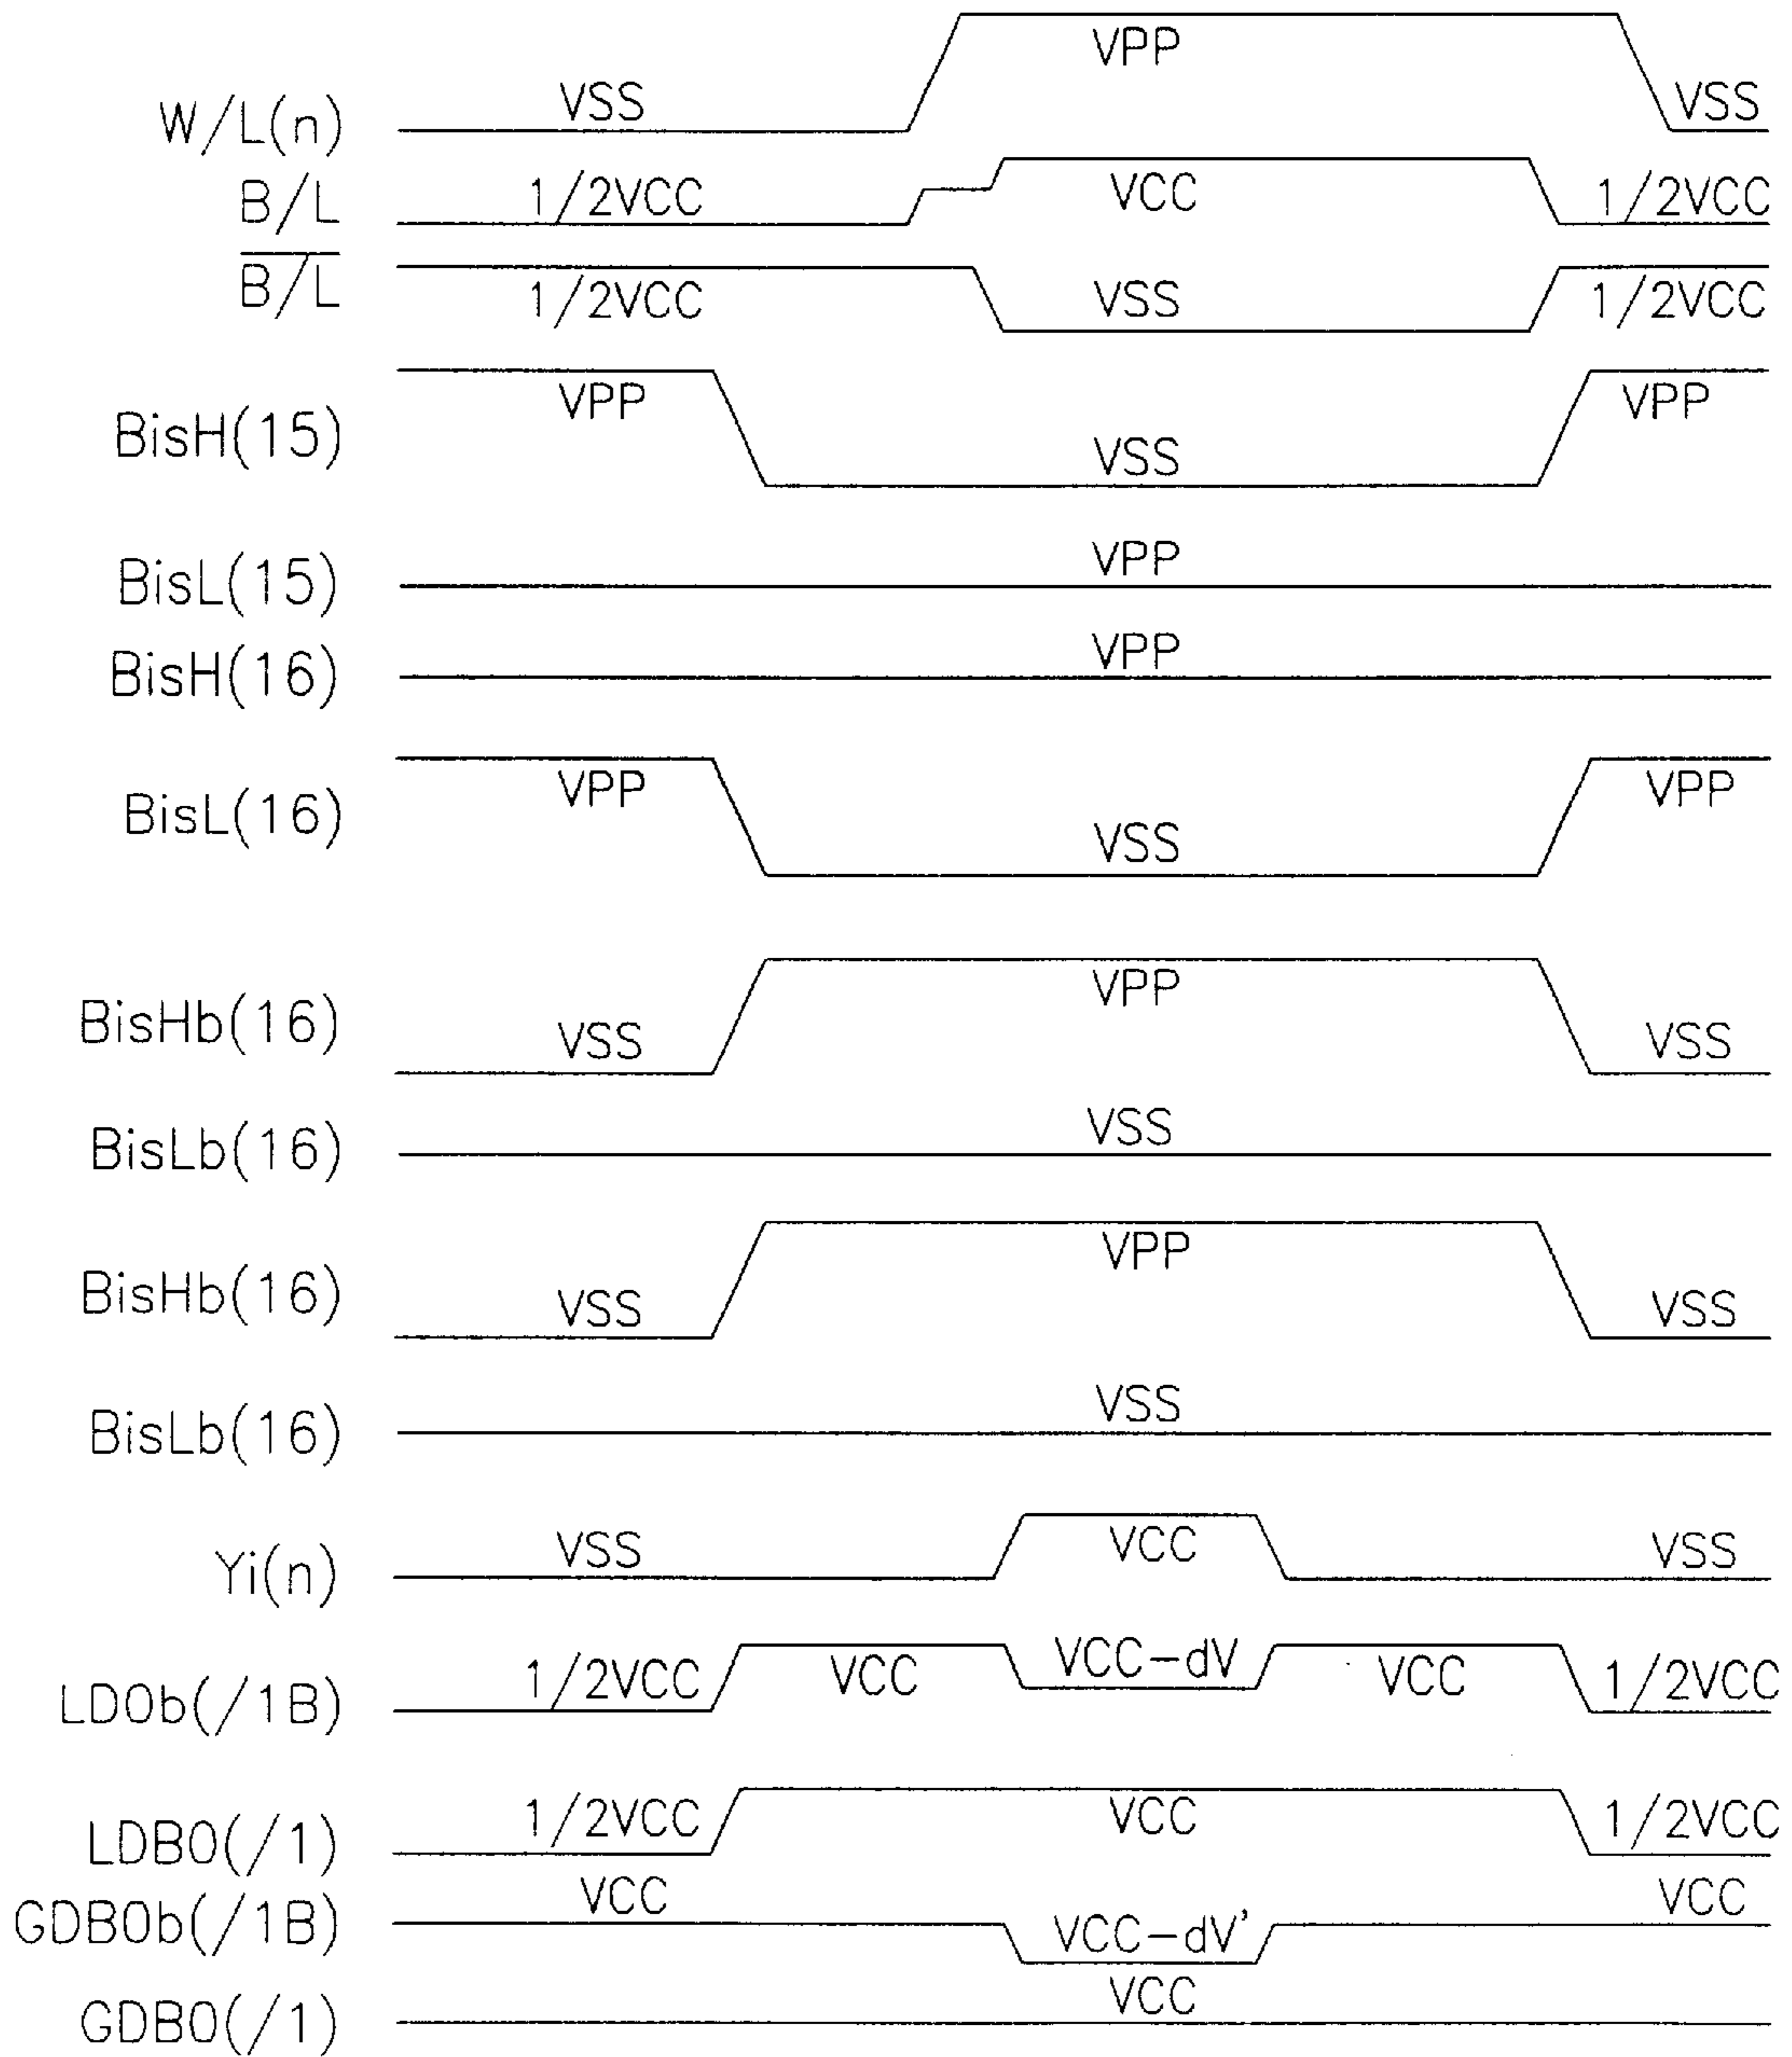 VPP
W/L(n) VSS VSS
B/L 1/2VCC VCC 1/2VCC
B/L 1/2VCC VSS 1/2VCC
VPP VPP
BisH(15) VSS
BisL(15) VPP
BisH(16) VPP
VPP VPP
BisL(16) VSS
VPP
BisHb(16) VSS VSS
BisLb(16) VSS
VPP
BisHb(16) VSS VSS
BisLb(16) VSS
Yi(n) VSS VCC VSS
LD0b(/1B) 1/2VCC VCC VCC-dV VCC 1/2VCC
LDB0(/1) 1/2VCC VCC 1/2VCC
GDB0b(/1B) VCC VCC-dV' VCC
GDB0(/1) VCC